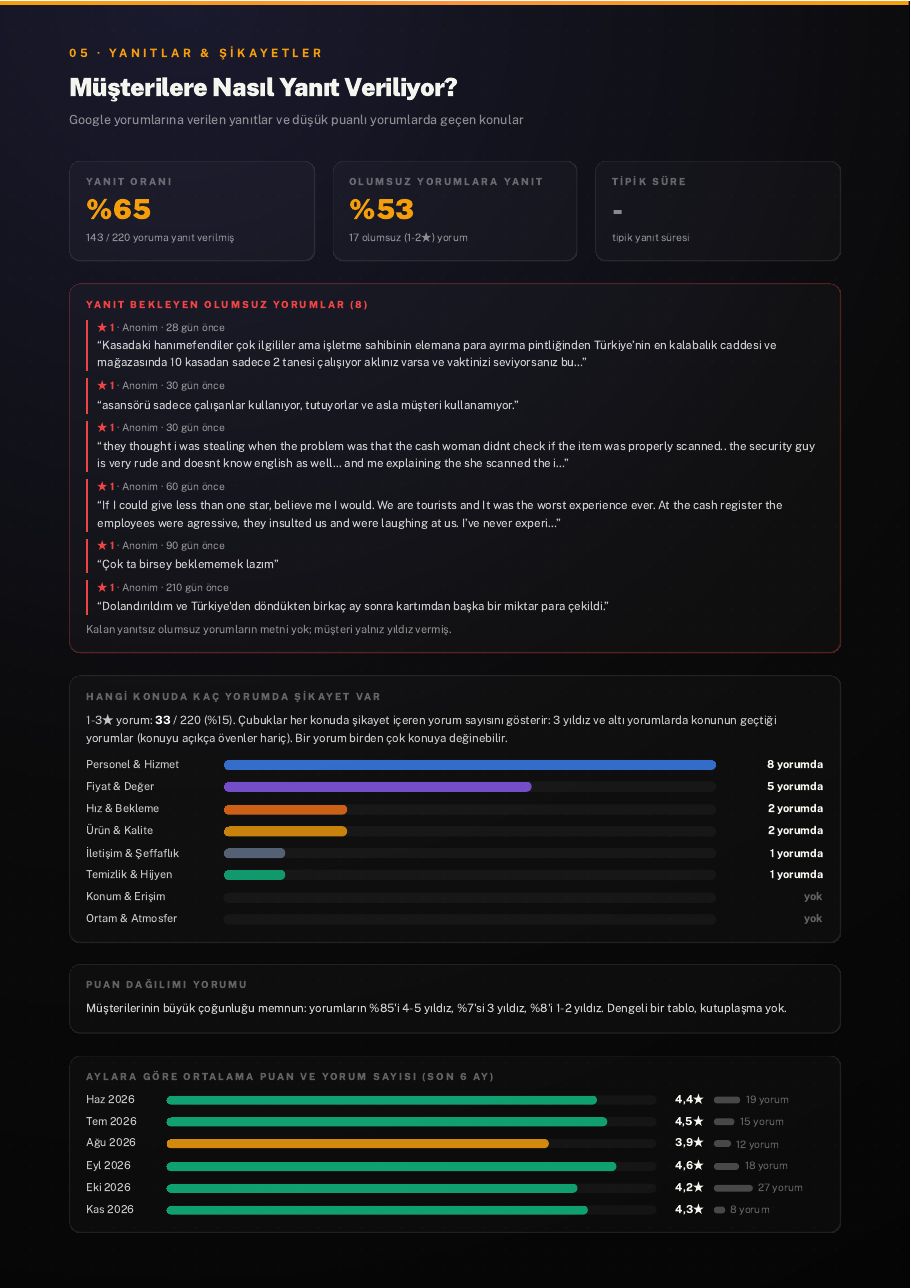 05 · YANITLAR & ŞİKAYETLER
Müşterilere Nasıl Yanıt Veriliyor?
Google yorumlarına verilen yanıtlar ve düşük puanlı yorumlarda geçen konular
YANIT ORANI
%65
143 / 220 yoruma yanıt verilmiş
OLUMSUZ YORUMLARA YANIT
%53
17 olumsuz (1-2★) yorum
TİPİK SÜRE
-
tipik yanıt süresi
YANIT BEKLEYEN OLUMSUZ YORUMLAR (8)
★ 1 · Anonim · 28 gün önce
“Kasadaki hanımefendiler çok ilgililer ama işletme sahibinin elemana para ayırma pintliğinden Türkiye'nin en kalabalık caddesi ve
mağazasında 10 kasadan sadece 2 tanesi çalışıyor aklınız varsa ve vaktinizi seviyorsanız bu…”
★ 1 · Anonim · 30 gün önce
“asansörü sadece çalışanlar kullanıyor, tutuyorlar ve asla müşteri kullanamıyor.”
★ 1 · Anonim · 30 gün önce
“they thought i was stealing when the problem was that the cash woman didnt check if the item was properly scanned.. the security guy
is very rude and doesnt know english as well… and me explaining the she scanned the i…”
★ 1 · Anonim · 60 gün önce
“If I could give less than one star, believe me I would. We are tourists and It was the worst experience ever. At the cash register the
employees were agressive, they insulted us and were laughing at us. I've never experi…”
★ 1 · Anonim · 90 gün önce
“Çok ta birsey beklememek lazım”
★ 1 · Anonim · 210 gün önce
“Dolandırıldım ve Türkiye'den döndükten birkaç ay sonra kartımdan başka bir miktar para çekildi.”
Kalan yanıtsız olumsuz yorumların metni yok; müşteri yalnız yıldız vermiş.
HANGİ KONUDA KAÇ YORUMDA ŞİKAYET VAR
1-3★ yorum: 33 / 220 (%15). Çubuklar her konuda şikayet içeren yorum sayısını gösterir: 3 yıldız ve altı yorumlarda konunun geçtiği
yorumlar (konuyu açıkça övenler hariç). Bir yorum birden çok konuya değinebilir.
Personel & Hizmet 8 yorumda
Fiyat & Değer 5 yorumda
Hız & Bekleme 2 yorumda
Ürün & Kalite 2 yorumda
İletişim & Şeffaflık 1 yorumda
Temizlik & Hijyen 1 yorumda
Konum & Erişim yok
Ortam & Atmosfer yok
PUAN DAĞILIMI YORUMU
Müşterilerinin büyük çoğunluğu memnun: yorumların %85'i 4-5 yıldız, %7'si 3 yıldız, %8'i 1-2 yıldız. Dengeli bir tablo, kutuplaşma yok.
AYLARA GÖRE ORTALAMA PUAN VE YORUM SAYISI (SON 6 AY)
Haz 2026 4,4★ 19 yorum
Tem 2026 4,5★ 15 yorum
Ağu 2026 3,9★ 12 yorum
Eyl 2026 4,6★ 18 yorum
Eki 2026 4,2★ 27 yorum
Kas 2026 4,3★ 8 yorum